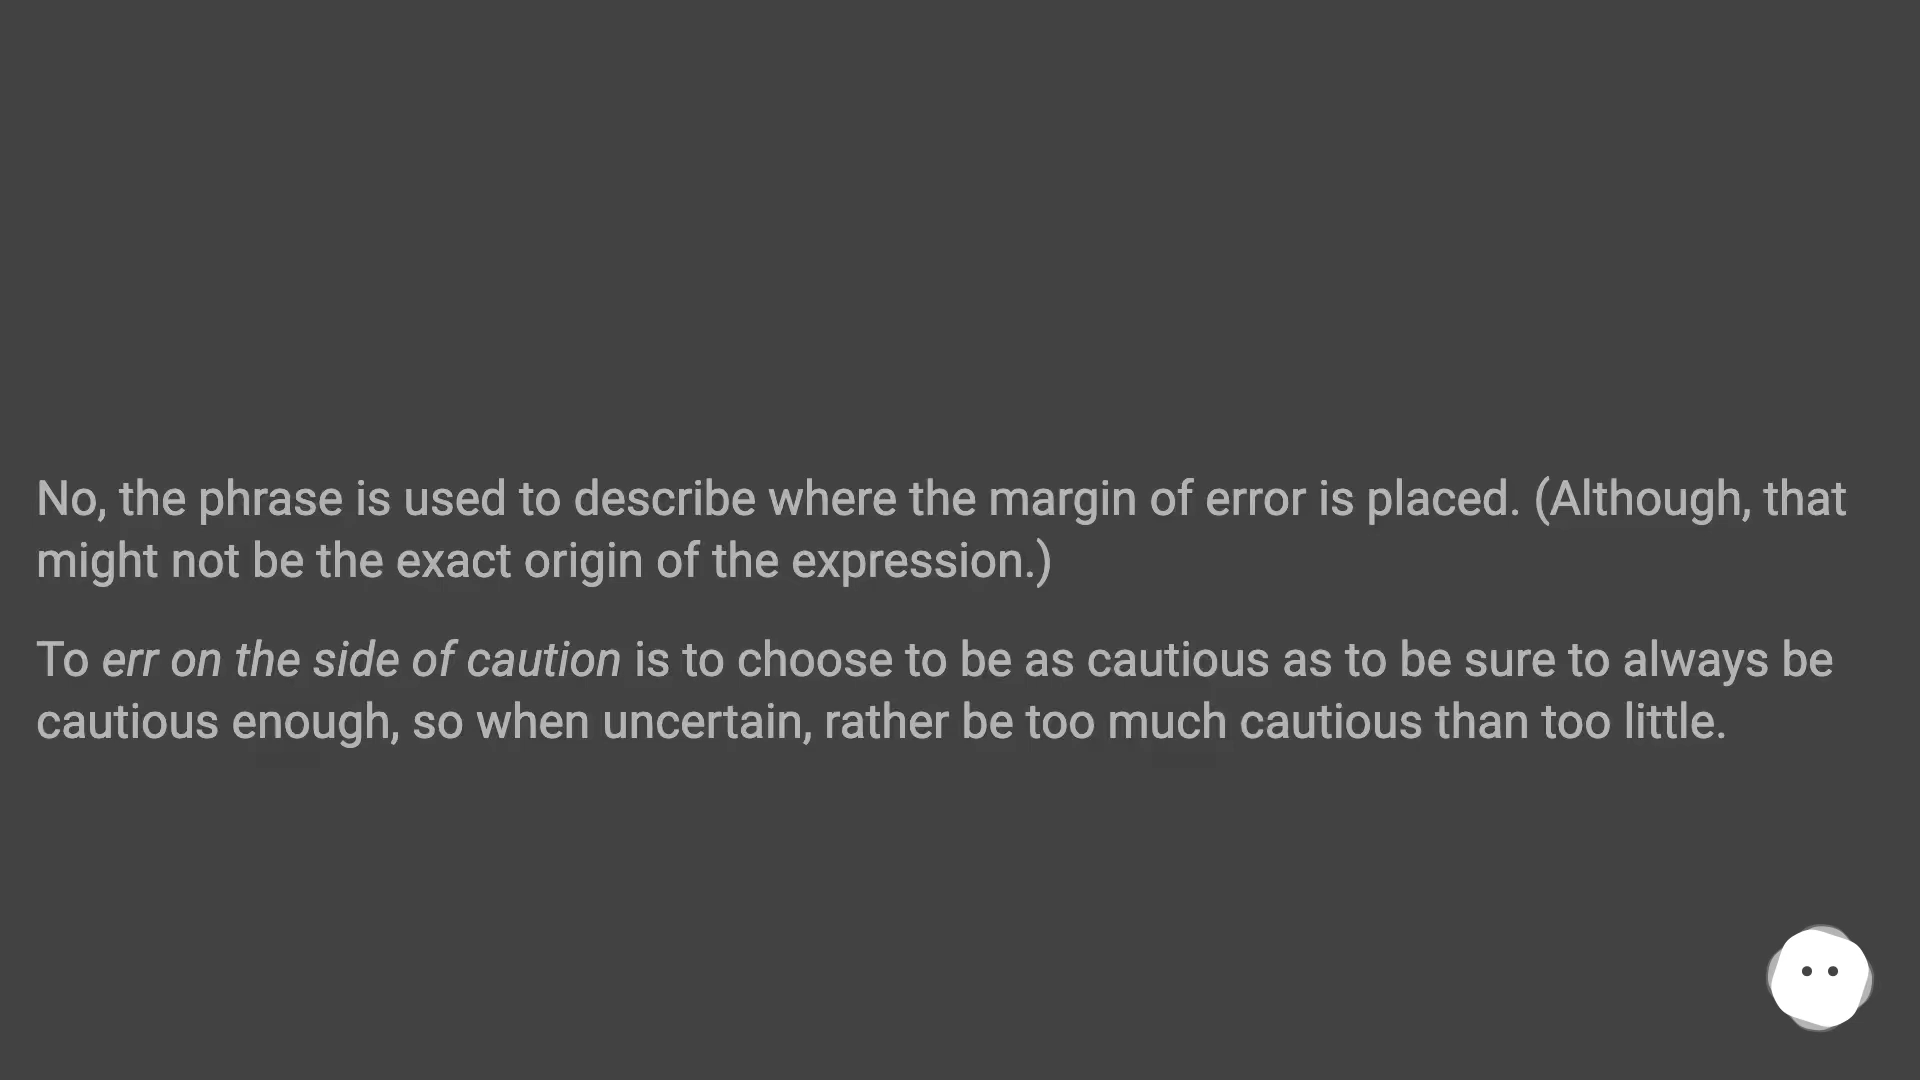 No, the phrase is used to describe where the margin of error is placed. (Although, that
might not be the exact origin of the expression.)
To err on the side of caution is to choose to be as cautious as to be sure to always be
cautious enough, so when uncertain, rather be too much cautious than too little.